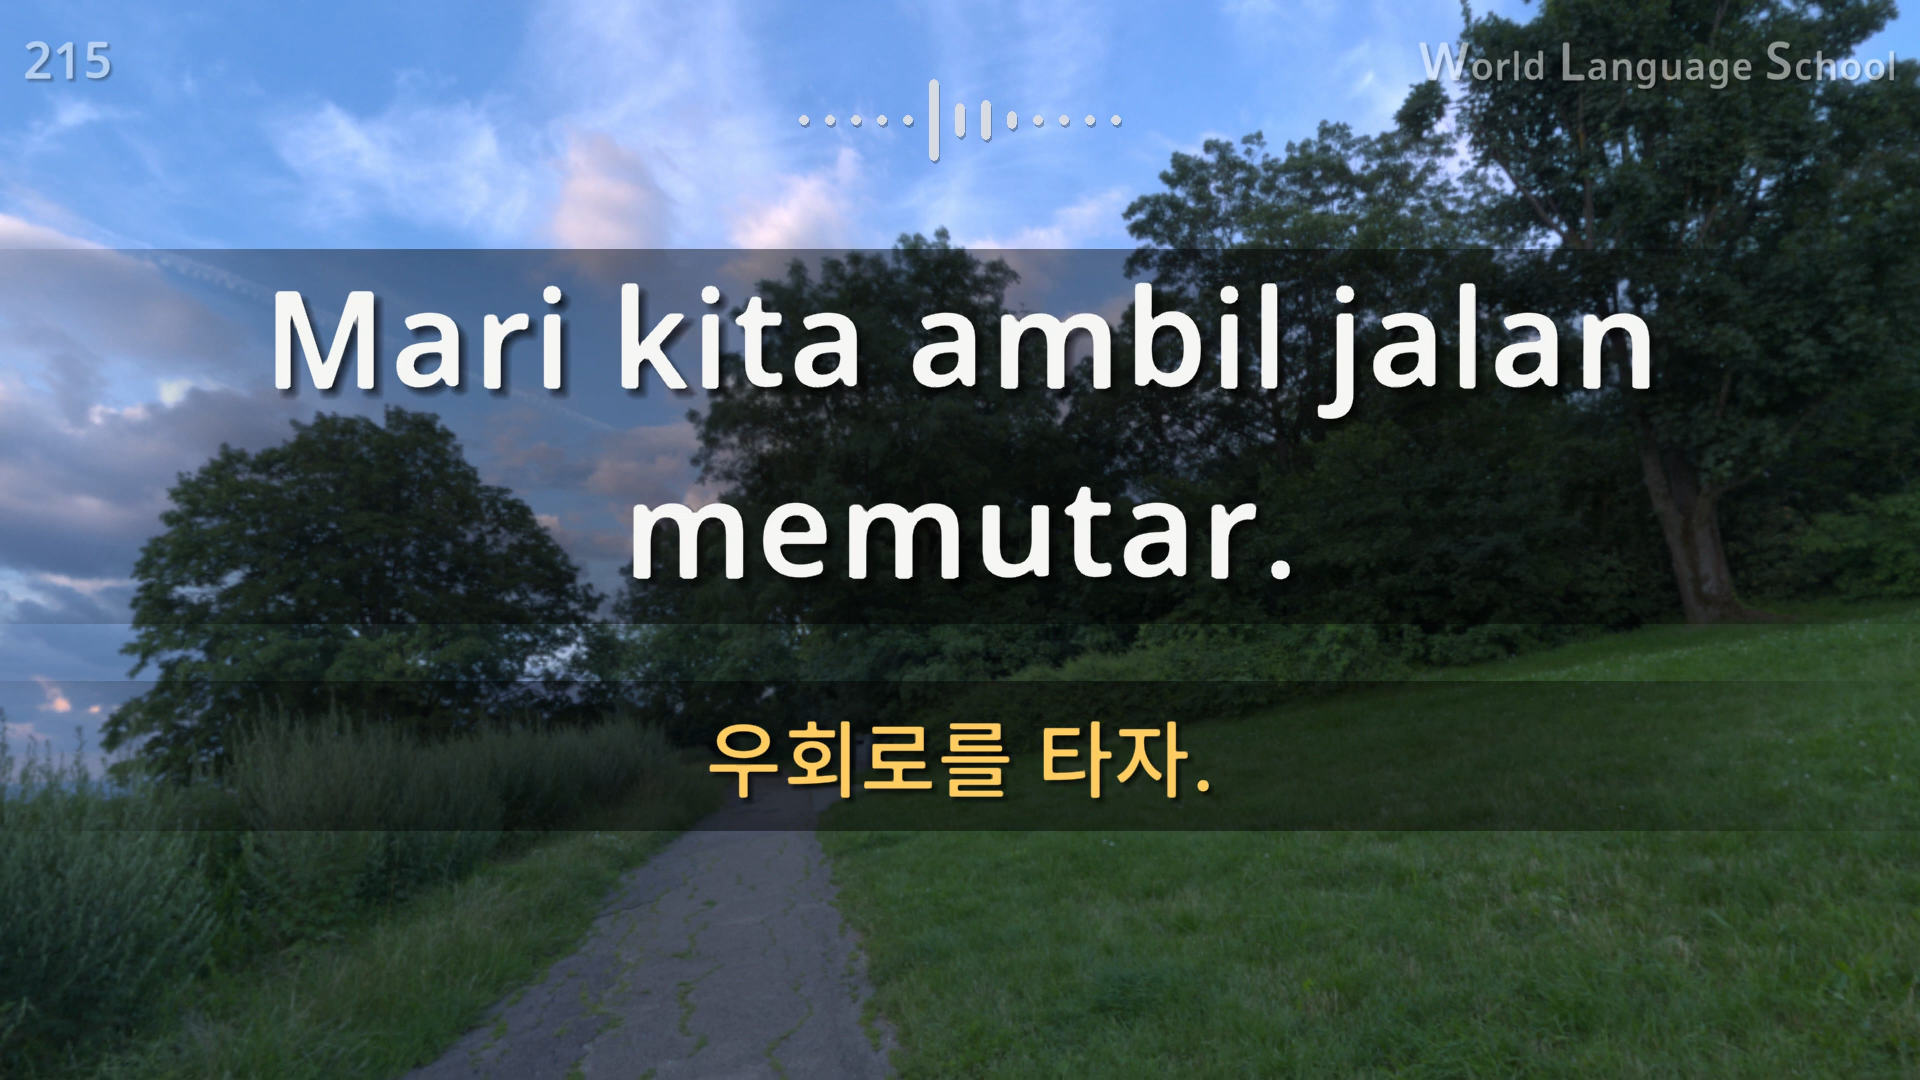 215
World Language School
Mari kita ambil jalan
memutar.
우회로를 타자.